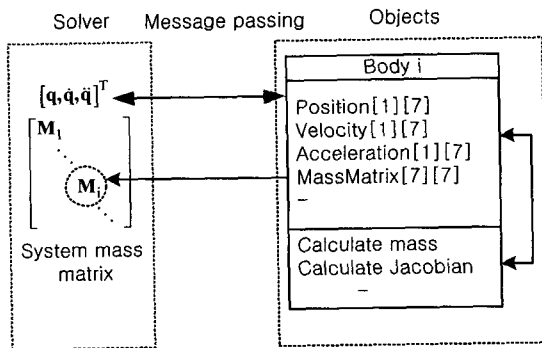 Solver Message passing Objects
Body i
[q,q̇,q̈]ᵀ
Position[1][7]
Velocity[1][7]
Acceleration[1][7]
MassMatrix[7][7]
–
M₁
Mᵢ
System mass
matrix
Calculate mass
Calculate Jacobian
–